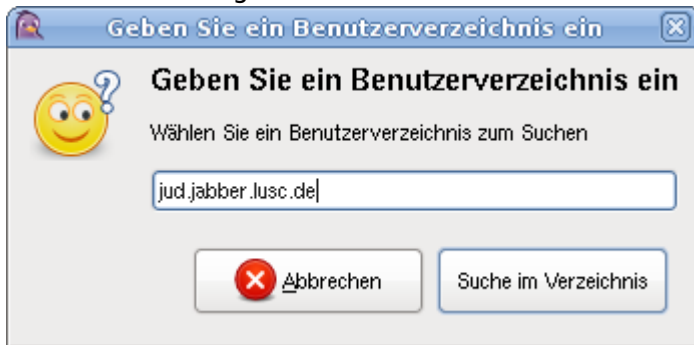 Geben Sie ein Benutzerverzeichnis ein
Geben Sie ein Benutzerverzeichnis ein
Wählen Sie ein Benutzerverzeichnis zum Suchen
jud.jabber.lusc.de
Abbrechen
Suche im Verzeichnis